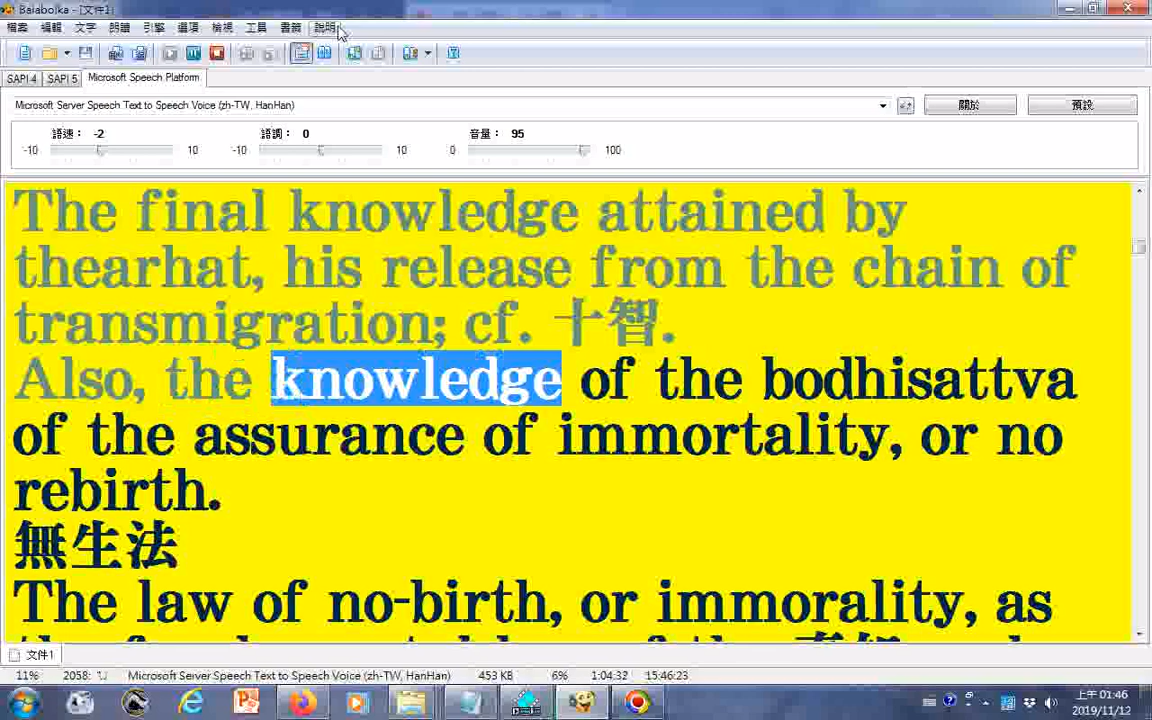 Balabolka - [文件1]
檔案 編輯 文字 朗讀 引擎 選項 檢視 工具 書籤 說明
SAPI 4 SAPI 5 Microsoft Speech Platform
Microsoft Server Speech Text to Speech Voice (zh-TW, HanHan) 關於 預設
語速: -2 語調: 0 音量: 95
-10 10 -10 10 0 100
The final knowledge attained by
thearhat, his release from the chain of
transmigration; cf. 十智.
Also, the knowledge of the bodhisattva
of the assurance of immortality, or no
rebirth.
無生法
The law of no-birth, or immorality, as
文件1
11% 2058: Microsoft Server Speech Text to Speech Voice (zh-TW, HanHan) 453 KB 6% 1:04:32 15:46:23
上午 01:46
2019/11/12